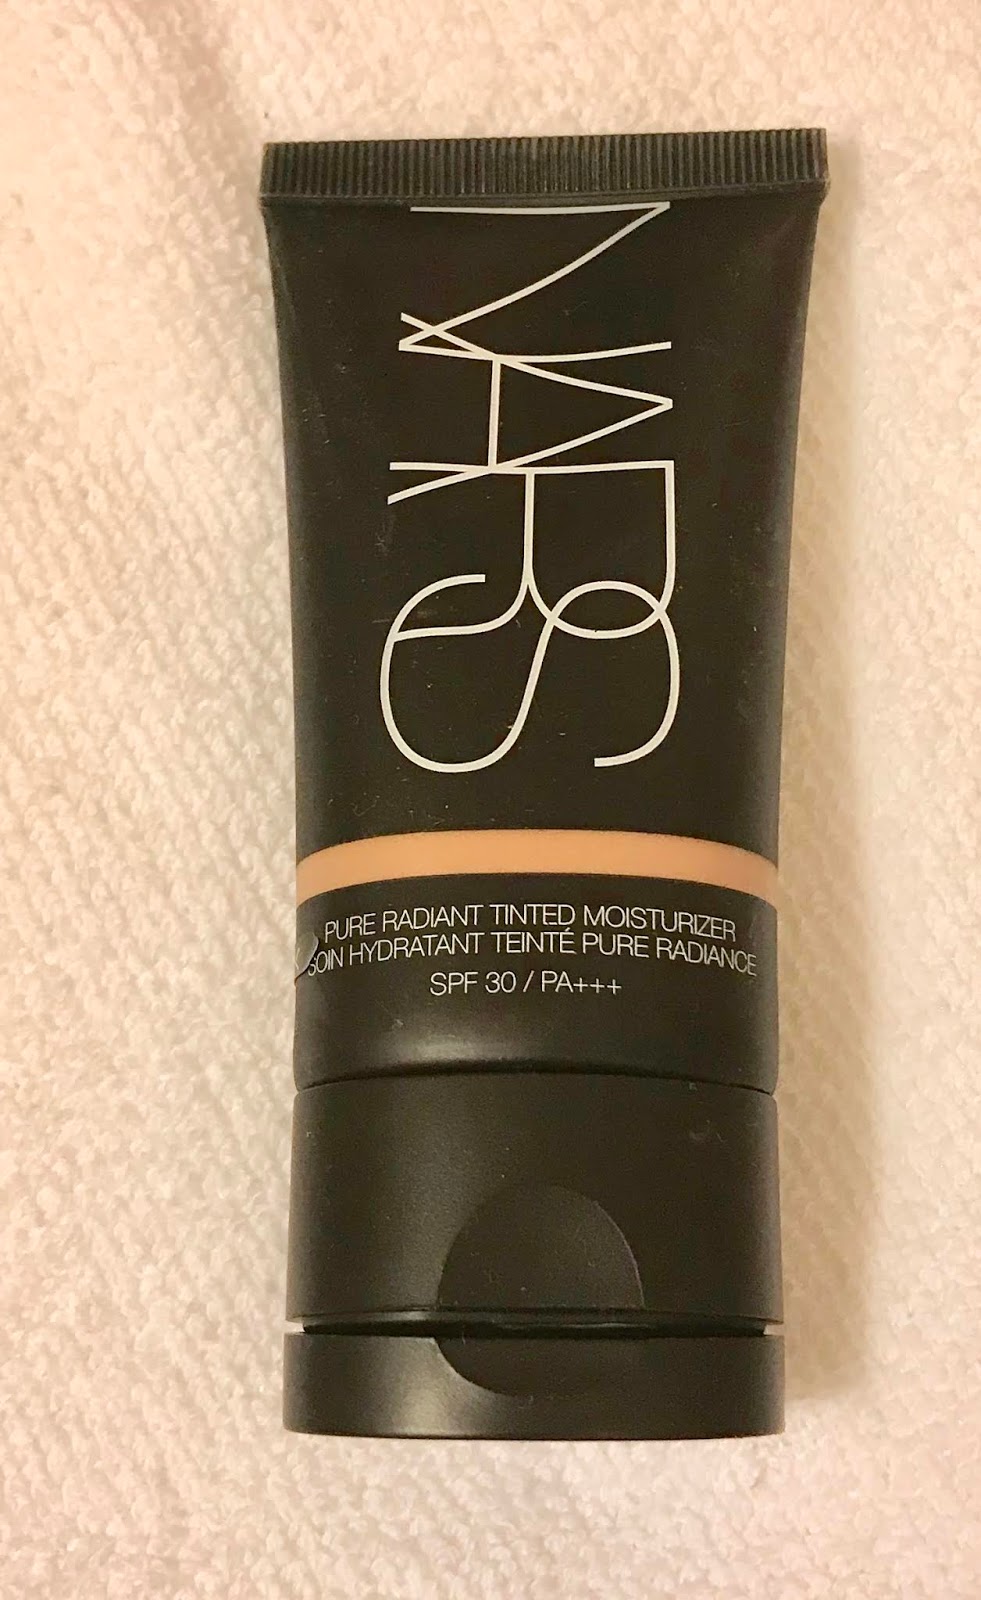 NARS
PURE RADIANT TINTED MOISTURIZER
SOIN HYDRATANT TEINTÉ PURE RADIANCE
SPF 30 / PA+++